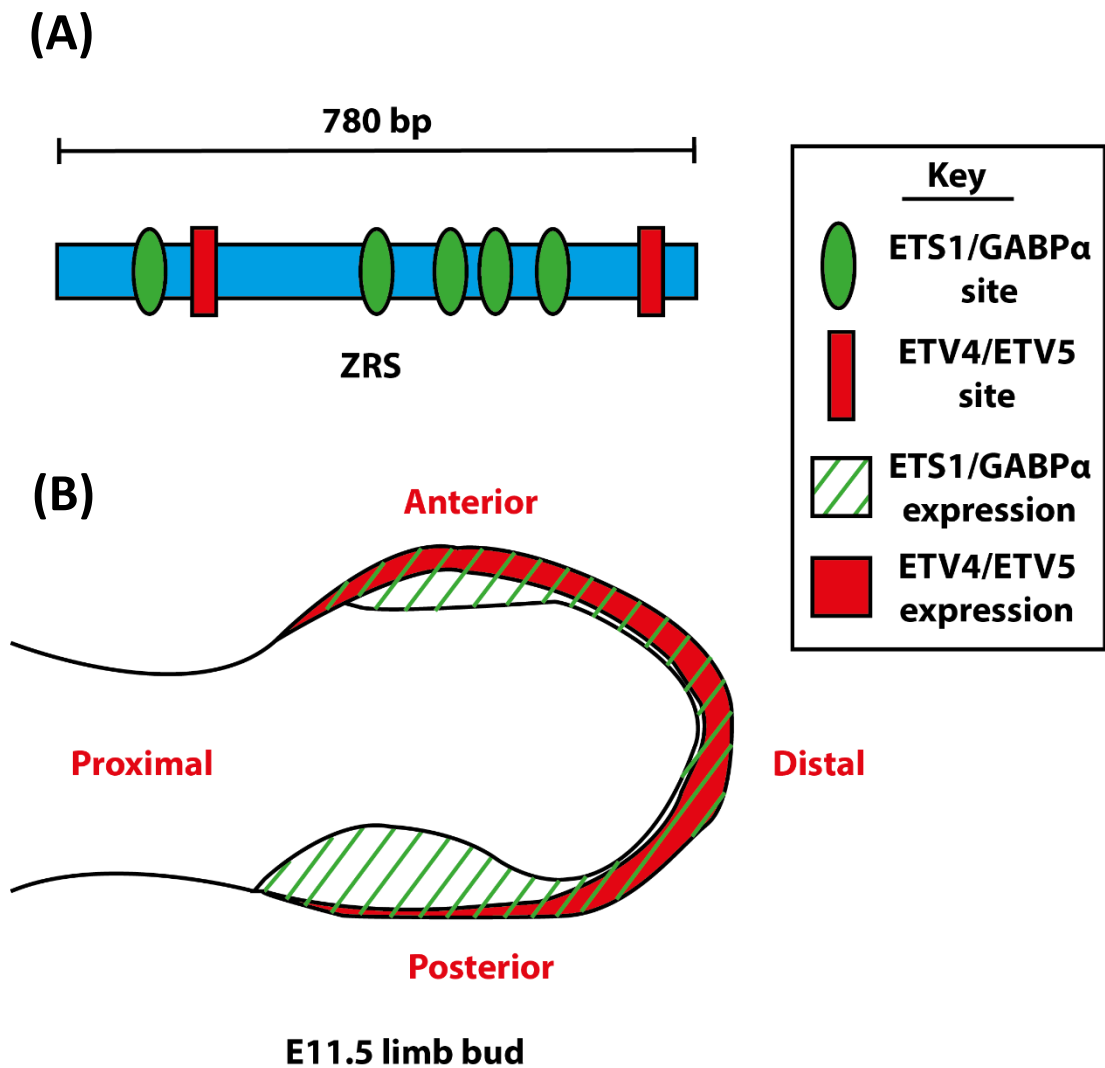 (A)
780 bp
ZRS
Key
ETS1/GABPα
site
ETV4/ETV5
site
ETS1/GABPα
expression
ETV4/ETV5
expression
(B)
Anterior
Proximal
Distal
Posterior
E11.5 limb bud